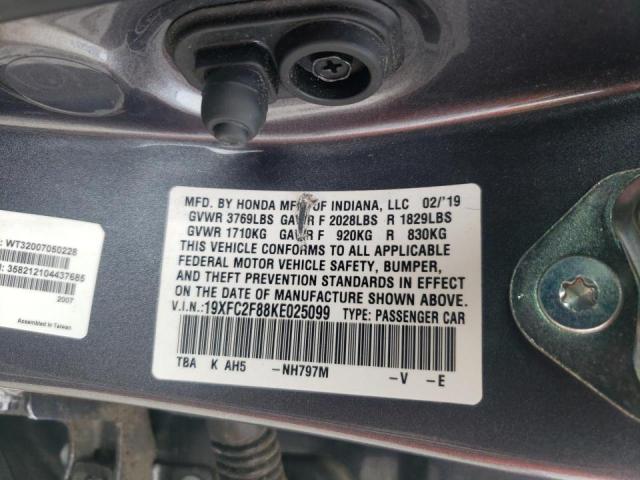 MFD. BY HONDA MFG OF INDIANA, LLC 02/'19
GVWR 3769LBS GAWR F 2028LBS R 1829LBS
GVWR 1710KG GAWR F 920KG R 830KG
THIS VEHICLE CONFORMS TO ALL APPLICABLE
FEDERAL MOTOR VEHICLE SAFETY, BUMPER,
AND THEFT PREVENTION STANDARDS IN EFFECT
ON THE DATE OF MANUFACTURE SHOWN ABOVE.
V.I.N.:19XFC2F88KE025099 TYPE: PASSENGER CAR
TBA K AH5 -NH797M -V -E
WT32007050228
358212104437685
2007
Assembled in Taiwan